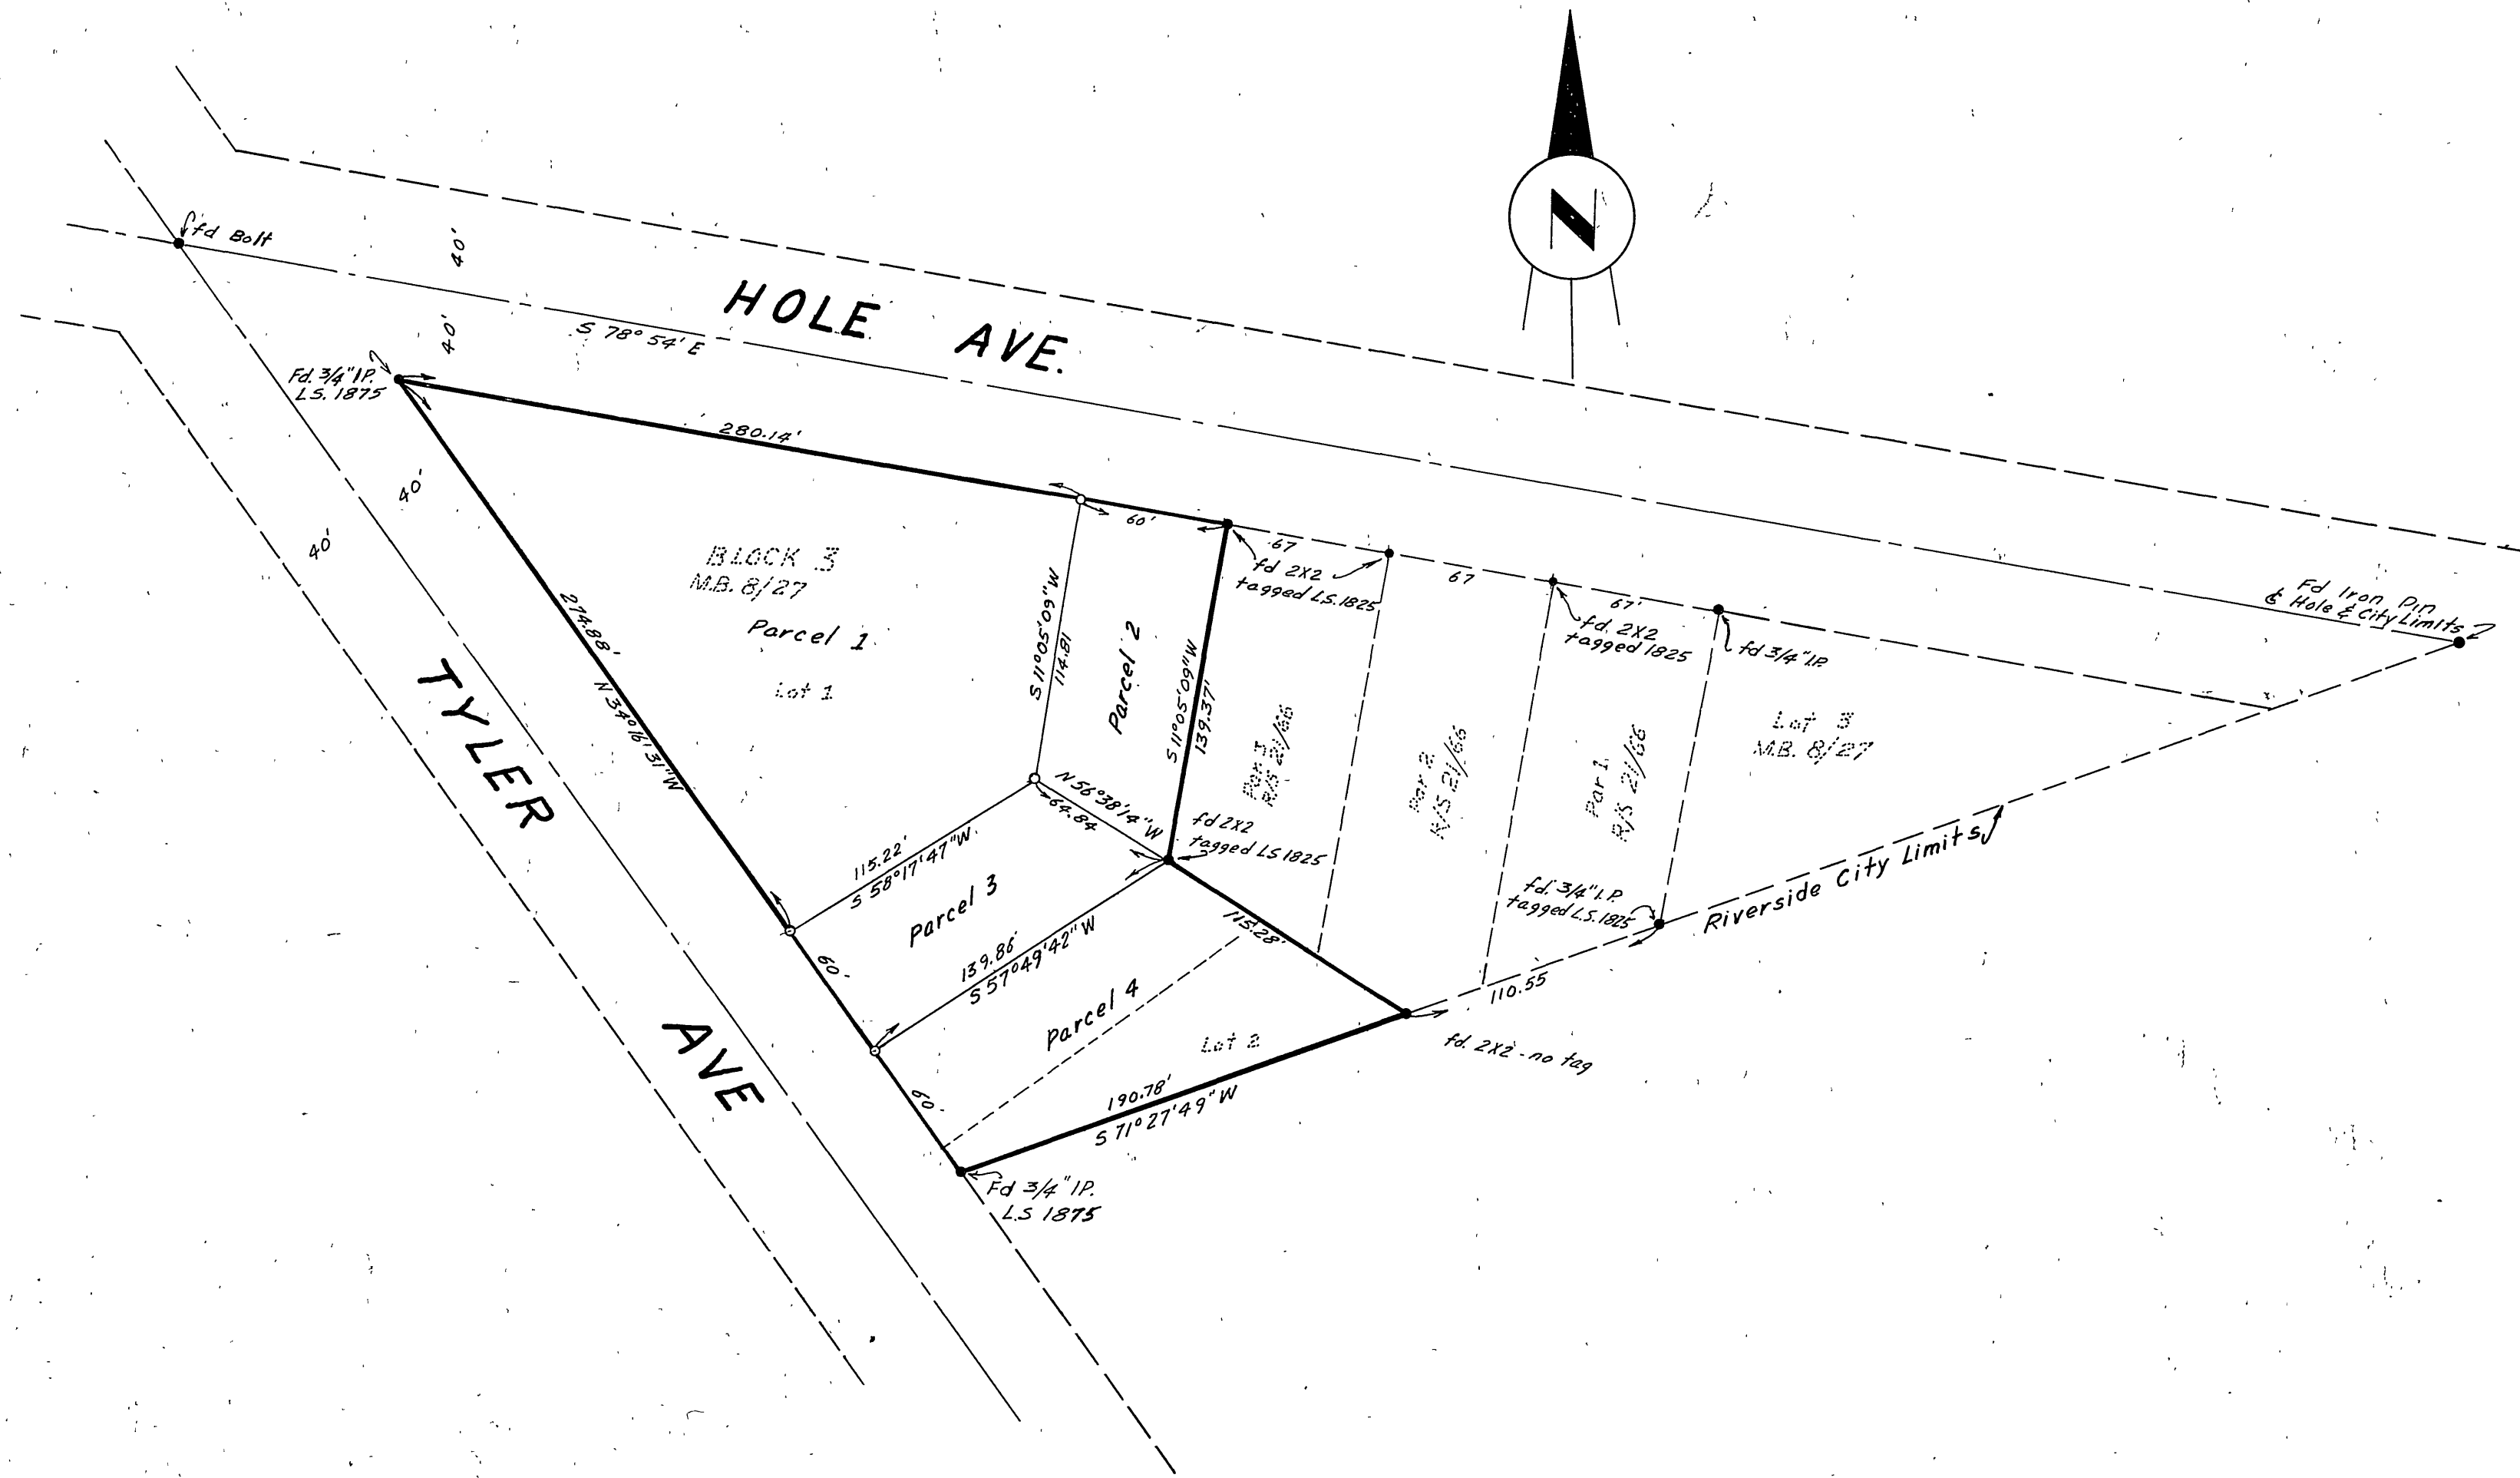 N
fd Bolt
40'
40'
HOLE AVE.
S 78° 54' E
Fd. 3/4" I.P.
L.S. 1875
280.14'
60'
67
67
67'
fd 2X2
tagged L.S. 1825
fd. 2X2
tagged 1825
fd 3/4" I.P.
Fd Iron Pin
℄ Hole & City Limits
40'
40'
BLOCK 3
M.B. 8/27
Parcel 1
Lot 1
274.88'
N 34° 16' 31" W
S 11° 05' 09" W
114.81
Parcel 2
S 11° 05' 09" W
139.37'
Par 3
R/S 21/66
Par 2
R/S 21/66
Par 1
R/S 21/66
Lot 3
M.B. 8/27
TYLER AVE
N 56° 38' 14" W
64.84
fd 2X2
tagged LS 1825
115.22'
S 58° 17' 47" W
Parcel 3
139.86'
S 57° 49' 42" W
60'
115.28'
fd. 3/4" I.P.
tagged L.S. 1825
Riverside City Limits
110.55
Parcel 4
Lot 2
fd. 2X2 - no tag
60'
190.78'
S 71° 27' 49" W
Fd 3/4" I.P.
L.S 1875